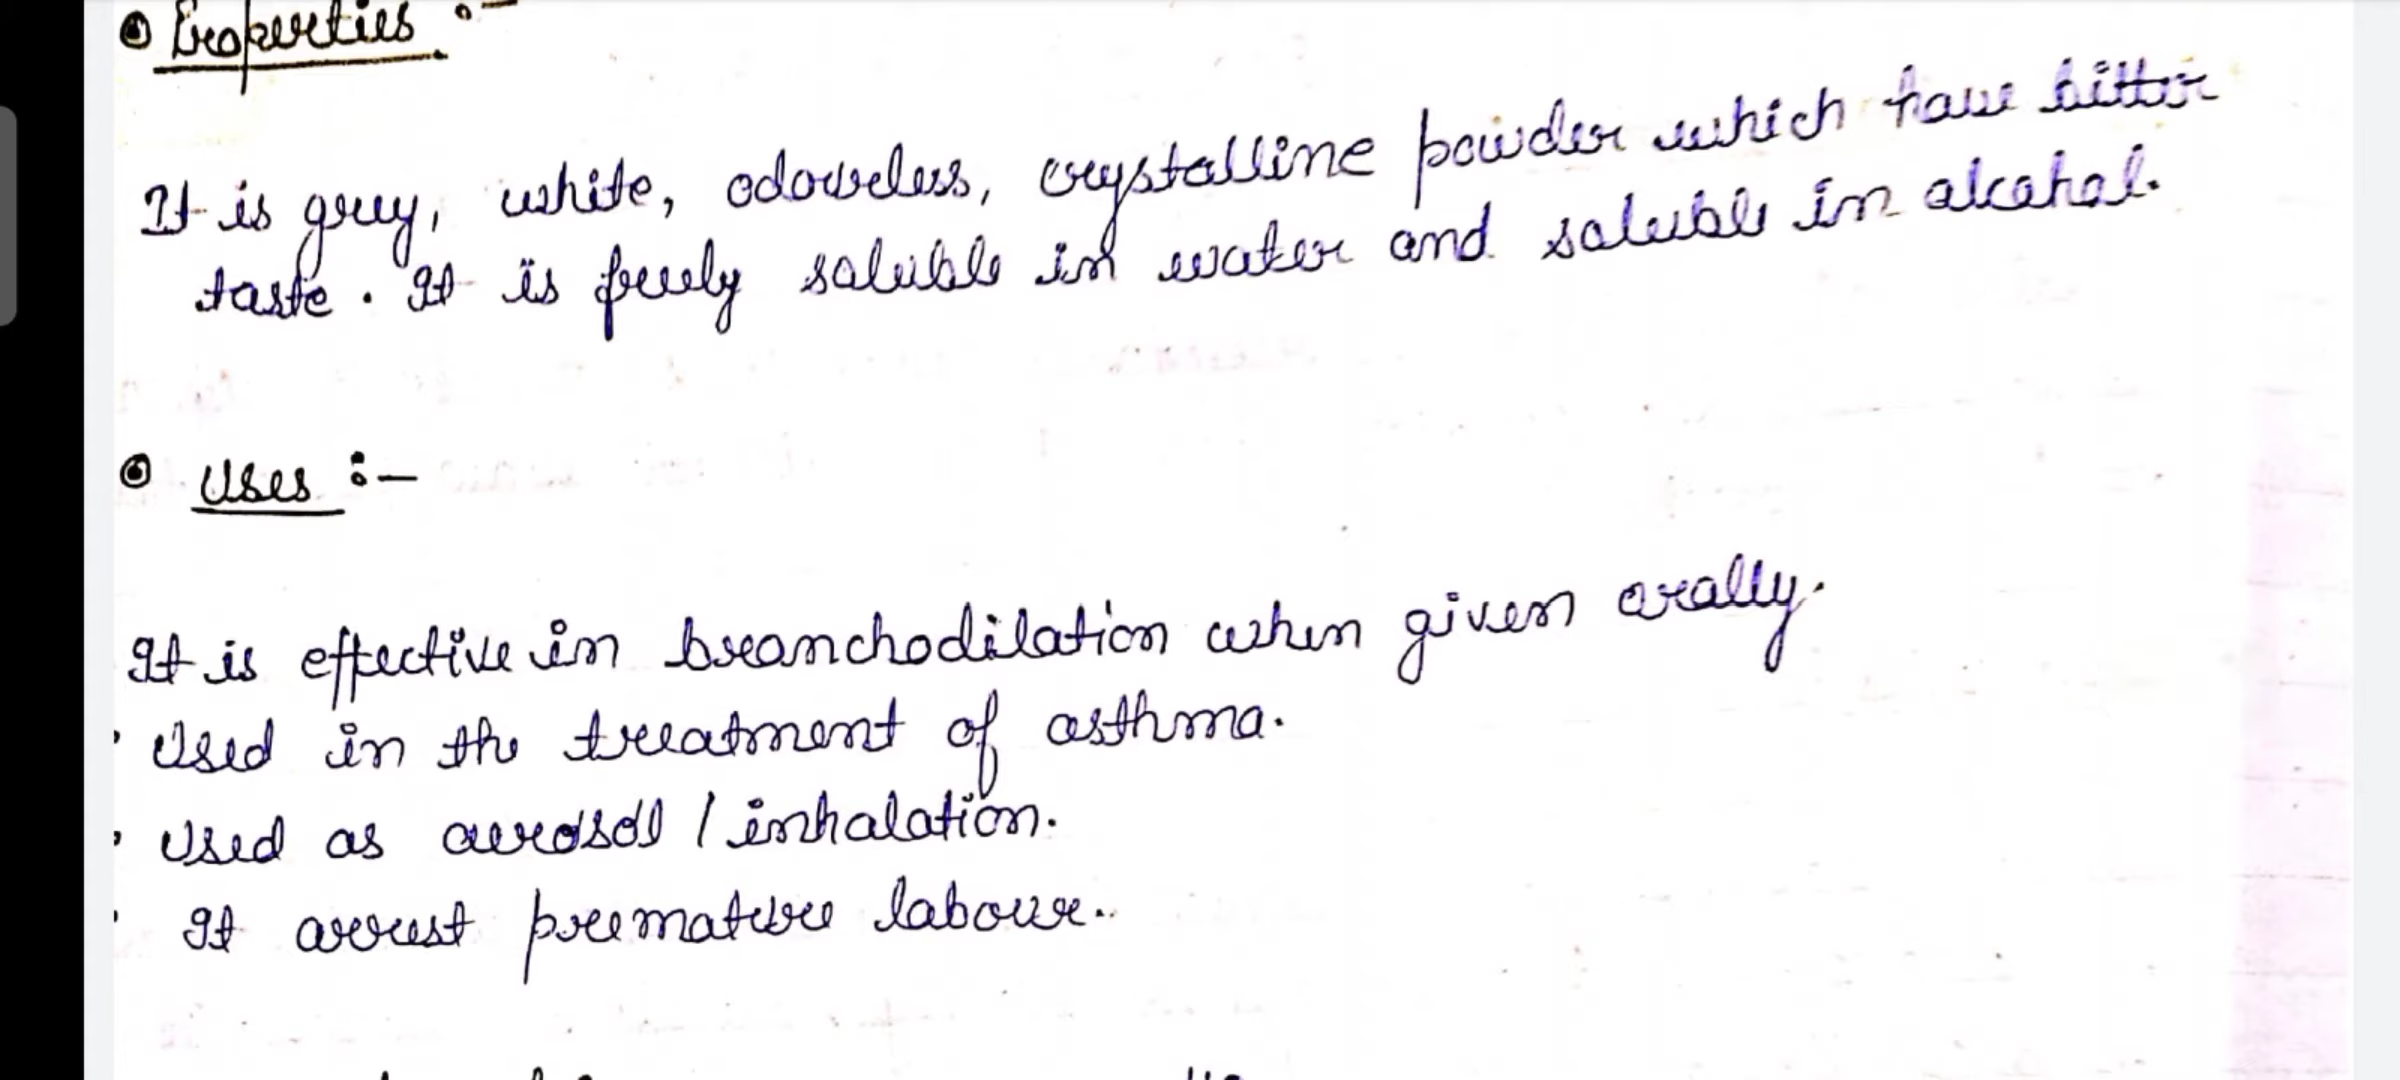 Properties :-
It is grey, white, odourless, crystalline powder which have bitter
taste. It is freely soluble in water and soluble in alcahal.
Uses :-
It is effective in bronchodilation when given orally.
Used in the treatment of asthma.
Used as aerosol / inhalation.
It arrest premature labour..